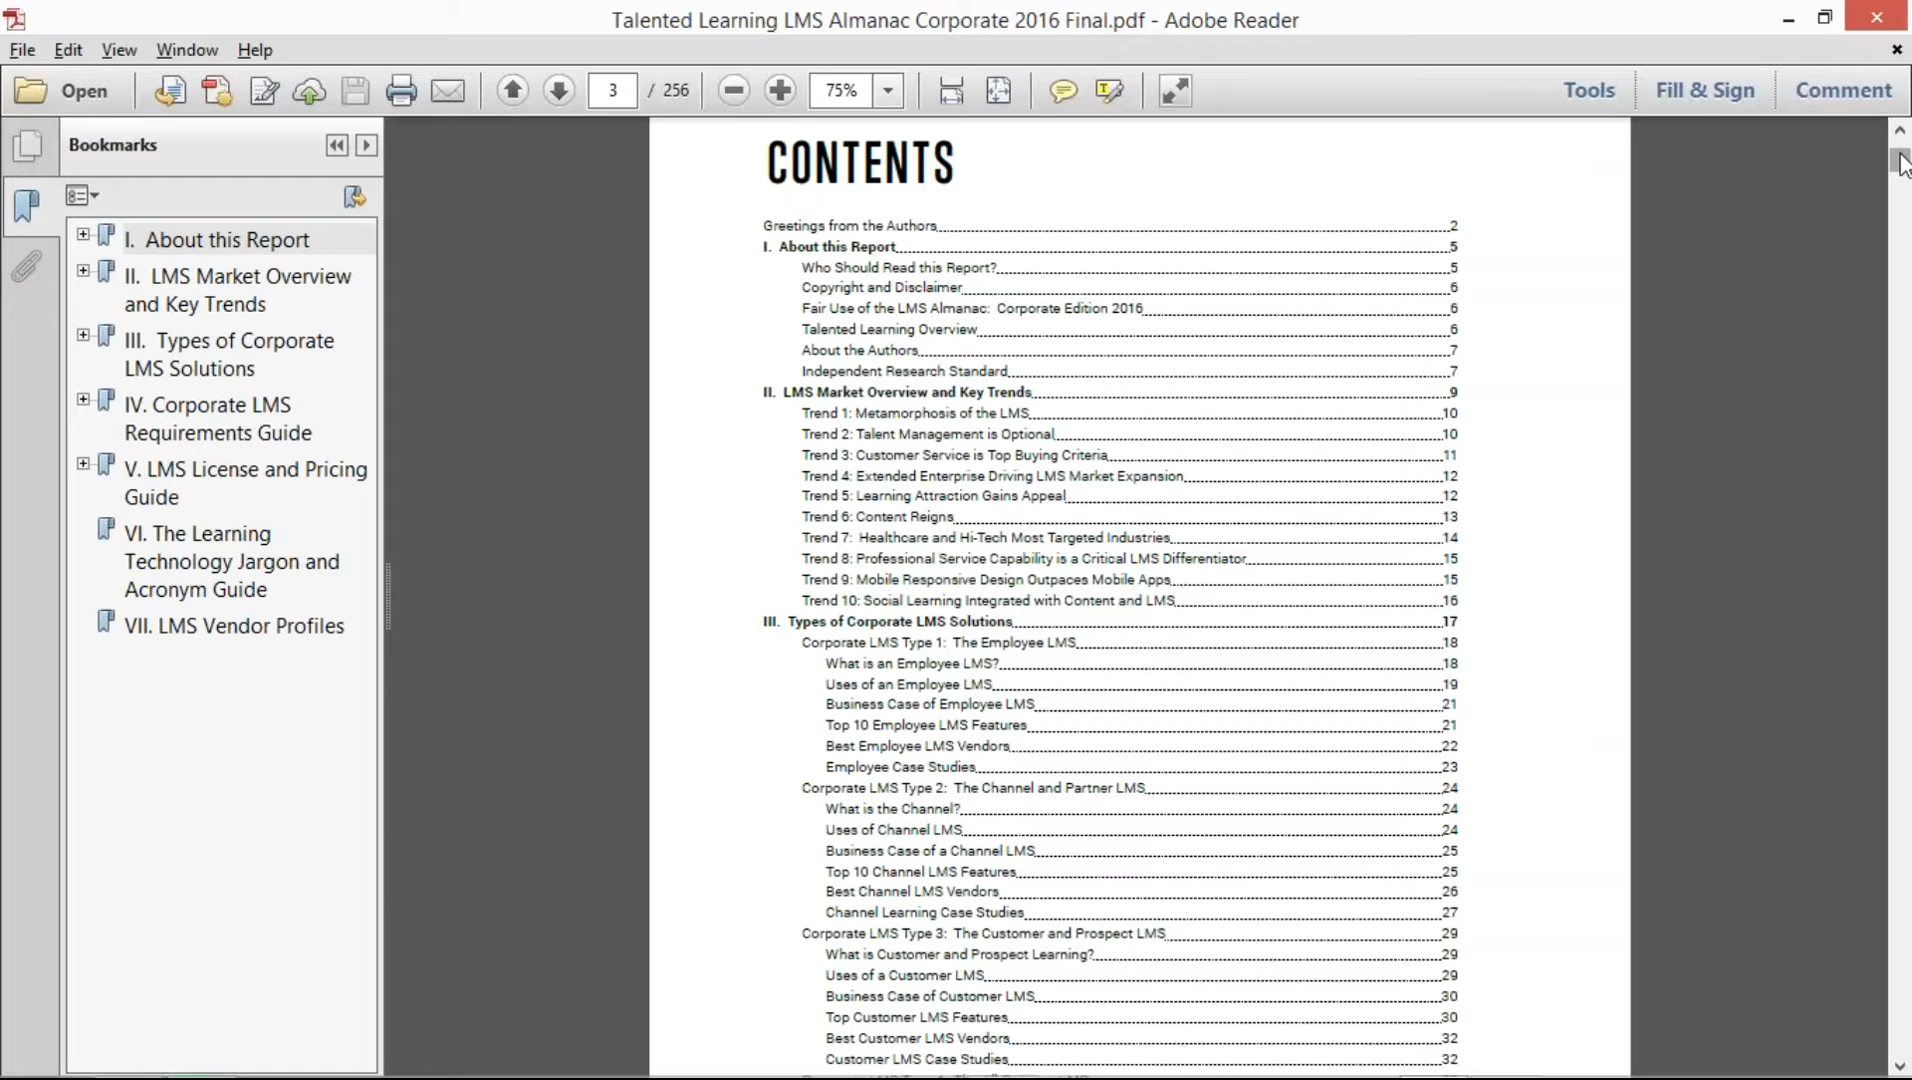 Talented Learning LMS Almanac Corporate 2016 Final.pdf - Adobe Reader
File Edit View Window Help
Open 3 / 256 75% Tools Fill & Sign Comment
Bookmarks
I. About this Report
II. LMS Market Overview
and Key Trends
III. Types of Corporate
LMS Solutions
IV. Corporate LMS
Requirements Guide
V. LMS License and Pricing
Guide
VI. The Learning
Technology Jargon and
Acronym Guide
VII. LMS Vendor Profiles
CONTENTS
Greetings from the Authors 2
I. About this Report 5
Who Should Read this Report? 5
Copyright and Disclaimer 6
Fair Use of the LMS Almanac: Corporate Edition 2016 6
Talented Learning Overview 6
About the Authors 7
Independent Research Standard 7
II. LMS Market Overview and Key Trends 9
Trend 1: Metamorphosis of the LMS 10
Trend 2: Talent Management is Optional 10
Trend 3: Customer Service is Top Buying Criteria 11
Trend 4: Extended Enterprise Driving LMS Market Expansion 12
Trend 5: Learning Attraction Gains Appeal 12
Trend 6: Content Reigns 13
Trend 7: Healthcare and Hi-Tech Most Targeted Industries 14
Trend 8: Professional Service Capability is a Critical LMS Differentiator 15
Trend 9: Mobile Responsive Design Outpaces Mobile Apps 15
Trend 10: Social Learning Integrated with Content and LMS 16
III. Types of Corporate LMS Solutions 17
Corporate LMS Type 1: The Employee LMS 18
What is an Employee LMS? 18
Uses of an Employee LMS 19
Business Case of Employee LMS 21
Top 10 Employee LMS Features 21
Best Employee LMS Vendors 22
Employee Case Studies 23
Corporate LMS Type 2: The Channel and Partner LMS 24
What is the Channel? 24
Uses of Channel LMS 24
Business Case of a Channel LMS 25
Top 10 Channel LMS Features 25
Best Channel LMS Vendors 26
Channel Learning Case Studies 27
Corporate LMS Type 3: The Customer and Prospect LMS 29
What is Customer and Prospect Learning? 29
Uses of a Customer LMS 29
Business Case of Customer LMS 30
Top Customer LMS Features 30
Best Customer LMS Vendors 32
Customer LMS Case Studies 32